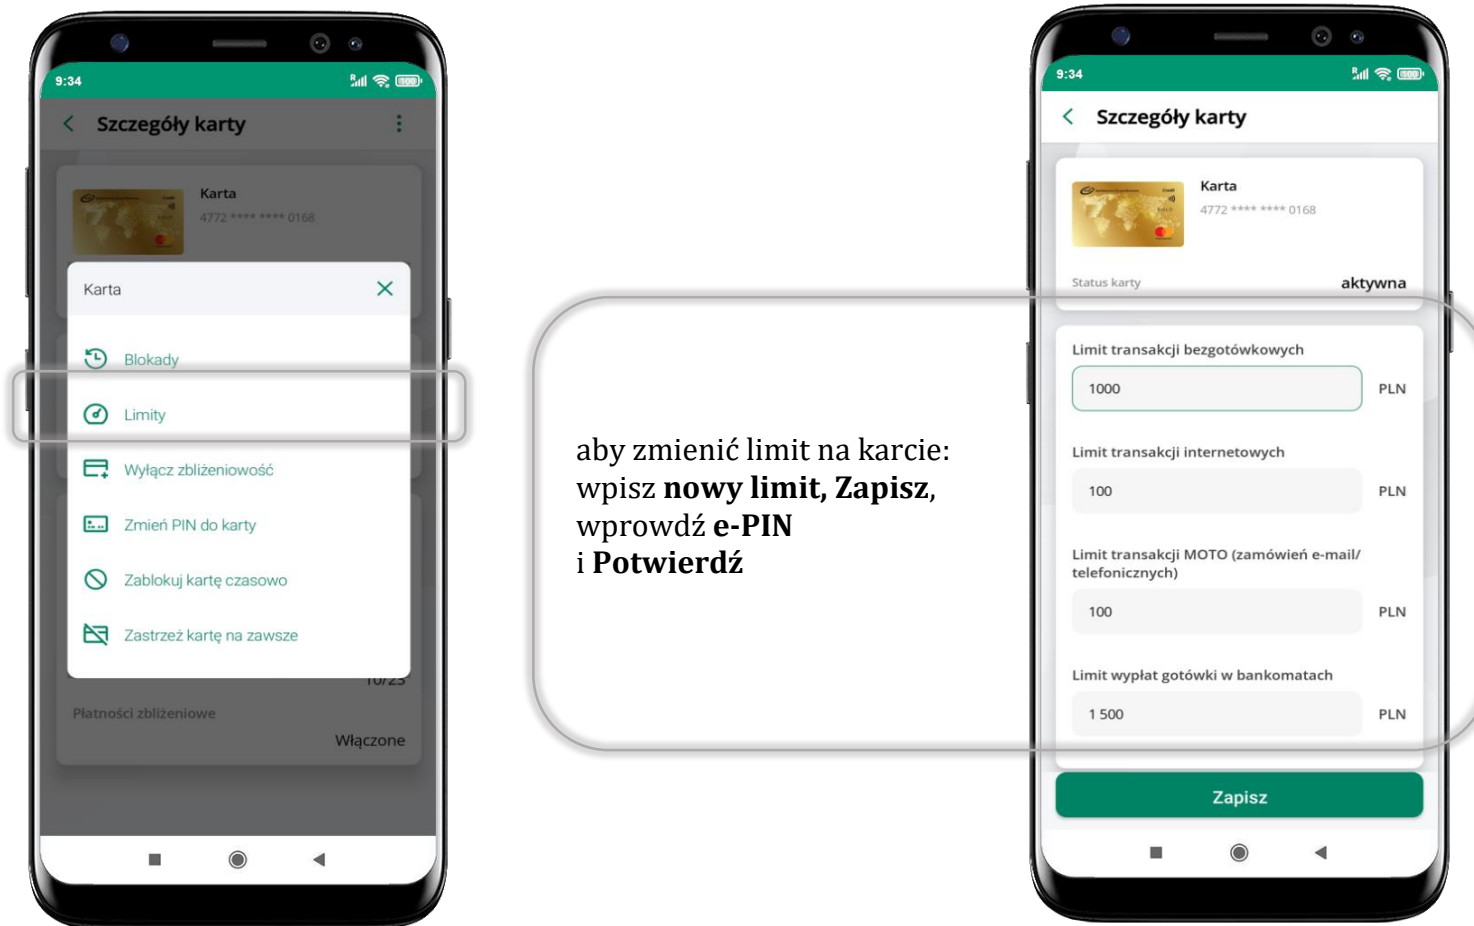 9:34
Szczegóły karty
Karta
4772 **** **** 0168
Karta
Blokady
Limity
Wyłącz zbliżeniowość
Zmień PIN do karty
Zablokuj kartę czasowo
Zastrzeż kartę na zawsze
10/23
Płatności zbliżeniowe
Włączone
aby zmienić limit na karcie:
wpisz nowy limit, Zapisz,
wprowdź e-PIN
i Potwierdź
9:34
Szczegóły karty
Karta
4772 **** **** 0168
Status karty
aktywna
Limit transakcji bezgotówkowych
1000 PLN
Limit transakcji internetowych
100 PLN
Limit transakcji MOTO (zamówień e-mail/
telefonicznych)
100 PLN
Limit wypłat gotówki w bankomatach
1 500 PLN
Zapisz